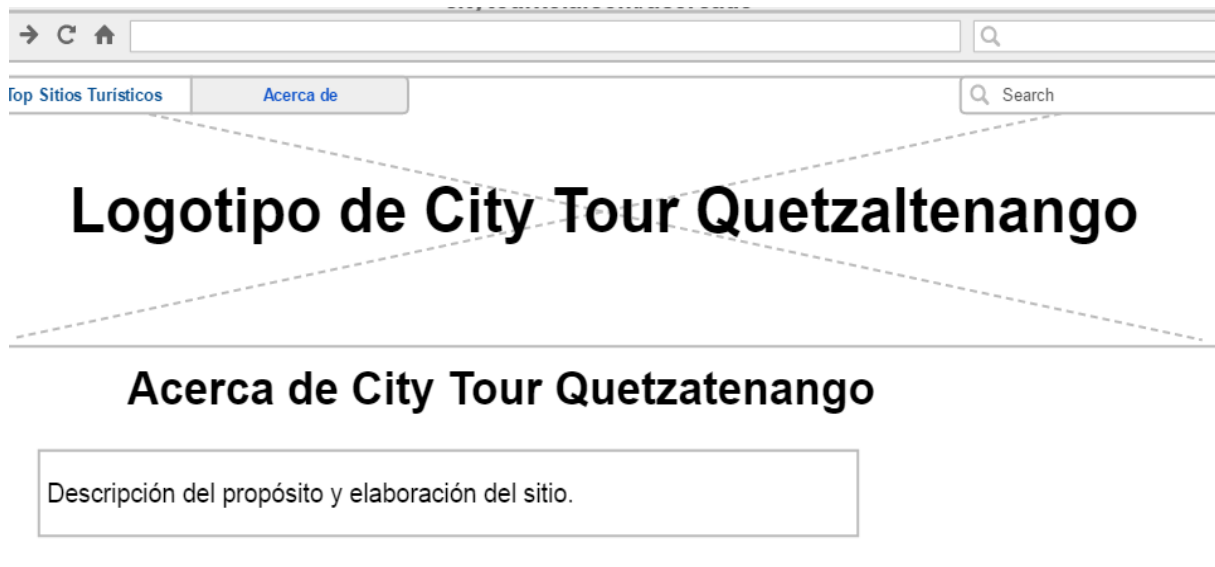 Top Sitios Turísticos Acerca de Search
Logotipo de City Tour Quetzaltenango
Acerca de City Tour Quetzatenango
Descripción del propósito y elaboración del sitio.